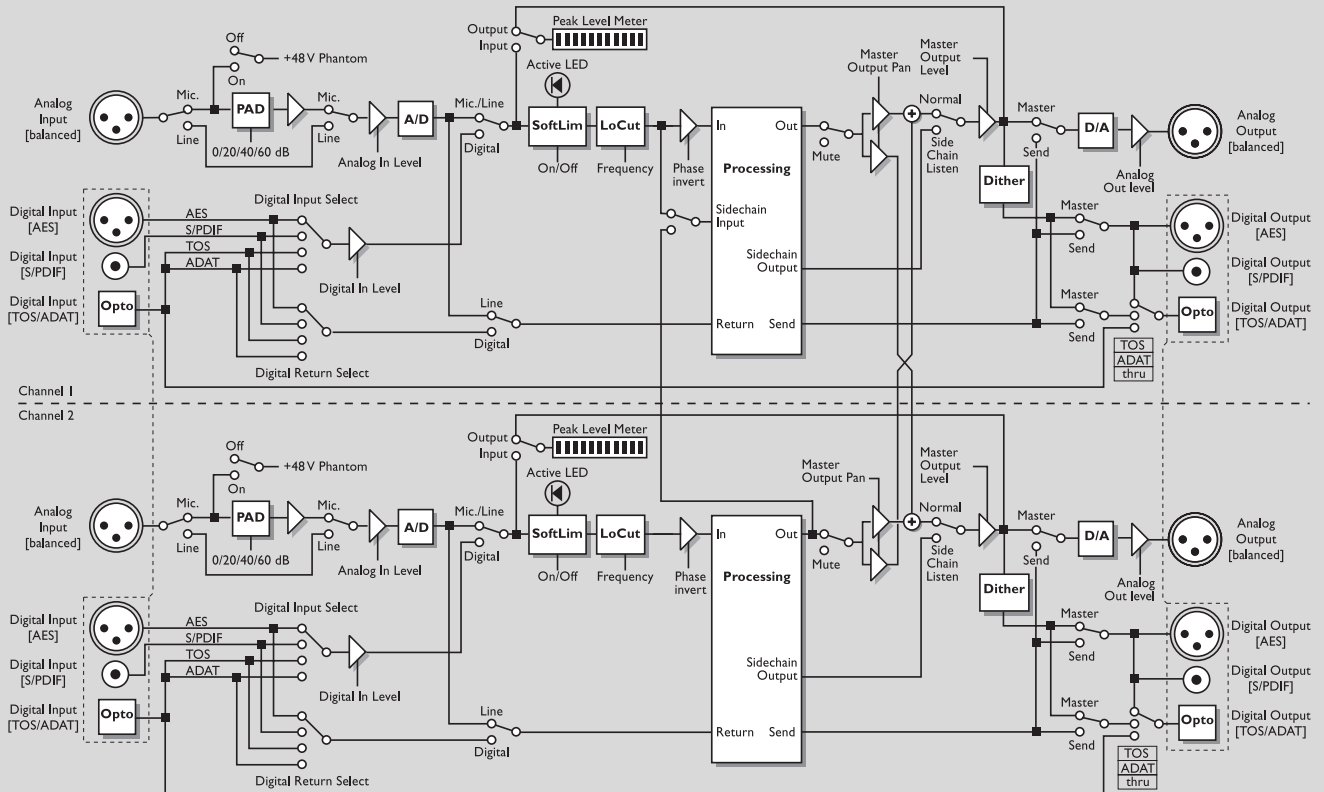 Off
+48 V Phantom
On
Analog
Input
[balanced]
Mic.
Line
PAD
0/20/40/60 dB
Mic.
Line
Analog In Level
A/D
Mic./Line
Digital
Output
Input
Peak Level Meter
Active LED
SoftLim
On/Off
LoCut
Frequency
Phase
invert
In
Out
Processing
Sidechain
Input
Sidechain
Output
Return
Send
Mute
Master
Output Pan
Master
Output
Level
Normal
Side
Chain
Listen
Master
Send
D/A
Analog
Out level
Analog
Output
[balanced]
Dither
Digital Input
[AES]
Digital Input
[S/PDIF]
Digital Input
[TOS/ADAT]
Opto
AES
S/PDIF
TOS
ADAT
Digital Input Select
Digital In Level
Digital Return Select
Line
Digital
Master
Send
Master
Send
TOS
ADAT
thru
Digital Output
[AES]
Digital Output
[S/PDIF]
Opto
Digital Output
[TOS/ADAT]
Channel 1
Channel 2
Off
+48 V Phantom
On
Analog
Input
[balanced]
Mic.
Line
PAD
0/20/40/60 dB
Mic.
Line
Analog In Level
A/D
Mic./Line
Digital
Output
Input
Peak Level Meter
Active LED
SoftLim
On/Off
LoCut
Frequency
Phase
invert
In
Out
Processing
Sidechain
Output
Return
Send
Mute
Master
Output Pan
Master
Output
Level
Normal
Side
Chain
Listen
Master
Send
D/A
Analog
Out level
Analog
Output
[balanced]
Dither
Digital Input
[AES]
Digital Input
[S/PDIF]
Digital Input
[TOS/ADAT]
Opto
AES
S/PDIF
TOS
ADAT
Digital Input Select
Digital In Level
Digital Return Select
Line
Digital
Master
Send
Master
Send
TOS
ADAT
thru
Digital Output
[AES]
Digital Output
[S/PDIF]
Opto
Digital Output
[TOS/ADAT]